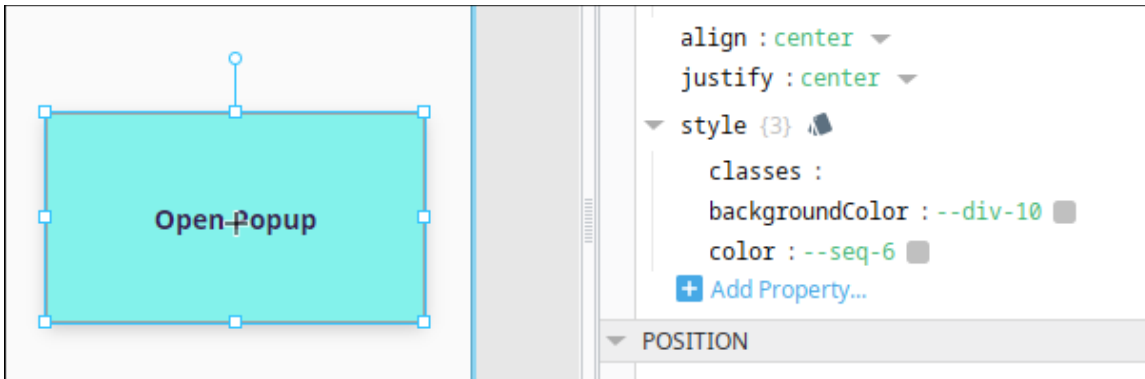 Open Popup
align : center
justify : center
style {3}
classes :
backgroundColor : --div-10
color : --seq-6
Add Property...
POSITION